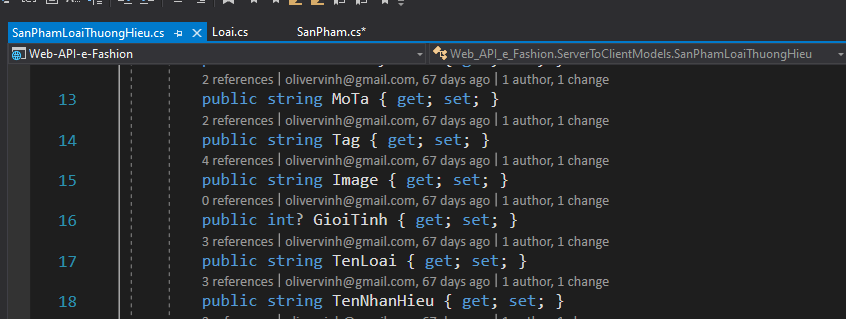 SanPhamLoaiThuongHieu.cs Loai.cs SanPham.cs*
Web-API-e-Fashion Web_API_e_Fashion.ServerToClientModels.SanPhamLoaiThuongHieu
2 references | olivervinh@gmail.com, 67 days ago | 1 author, 1 change
13 public string MoTa { get; set; }
2 references | olivervinh@gmail.com, 67 days ago | 1 author, 1 change
14 public string Tag { get; set; }
4 references | olivervinh@gmail.com, 67 days ago | 1 author, 1 change
15 public string Image { get; set; }
0 references | olivervinh@gmail.com, 67 days ago | 1 author, 1 change
16 public int? GioiTinh { get; set; }
3 references | olivervinh@gmail.com, 67 days ago | 1 author, 1 change
17 public string TenLoai { get; set; }
3 references | olivervinh@gmail.com, 67 days ago | 1 author, 1 change
18 public string TenNhanHieu { get; set; }